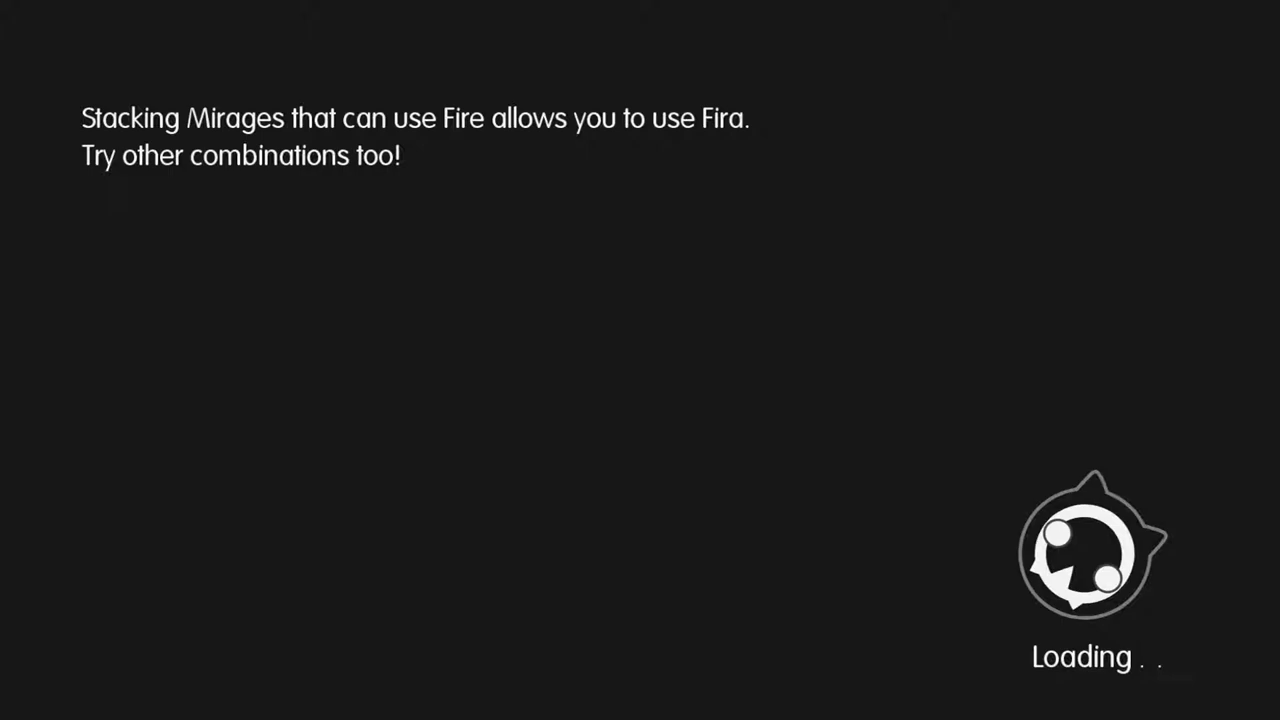 Stacking Mirages that can use Fire allows you to use Fira.
Try other combinations too!
Loading . .